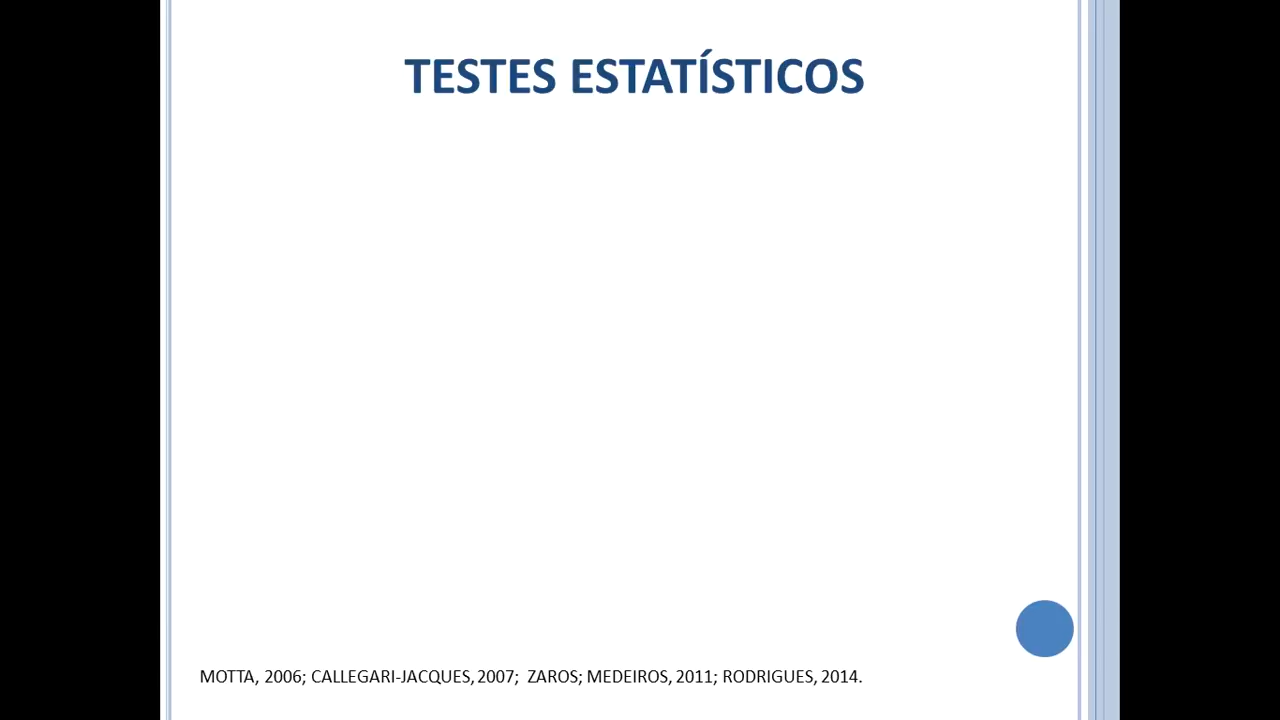 TESTES ESTATÍSTICOS
MOTTA, 2006; CALLEGARI-JACQUES, 2007; ZAROS; MEDEIROS, 2011; RODRIGUES, 2014.